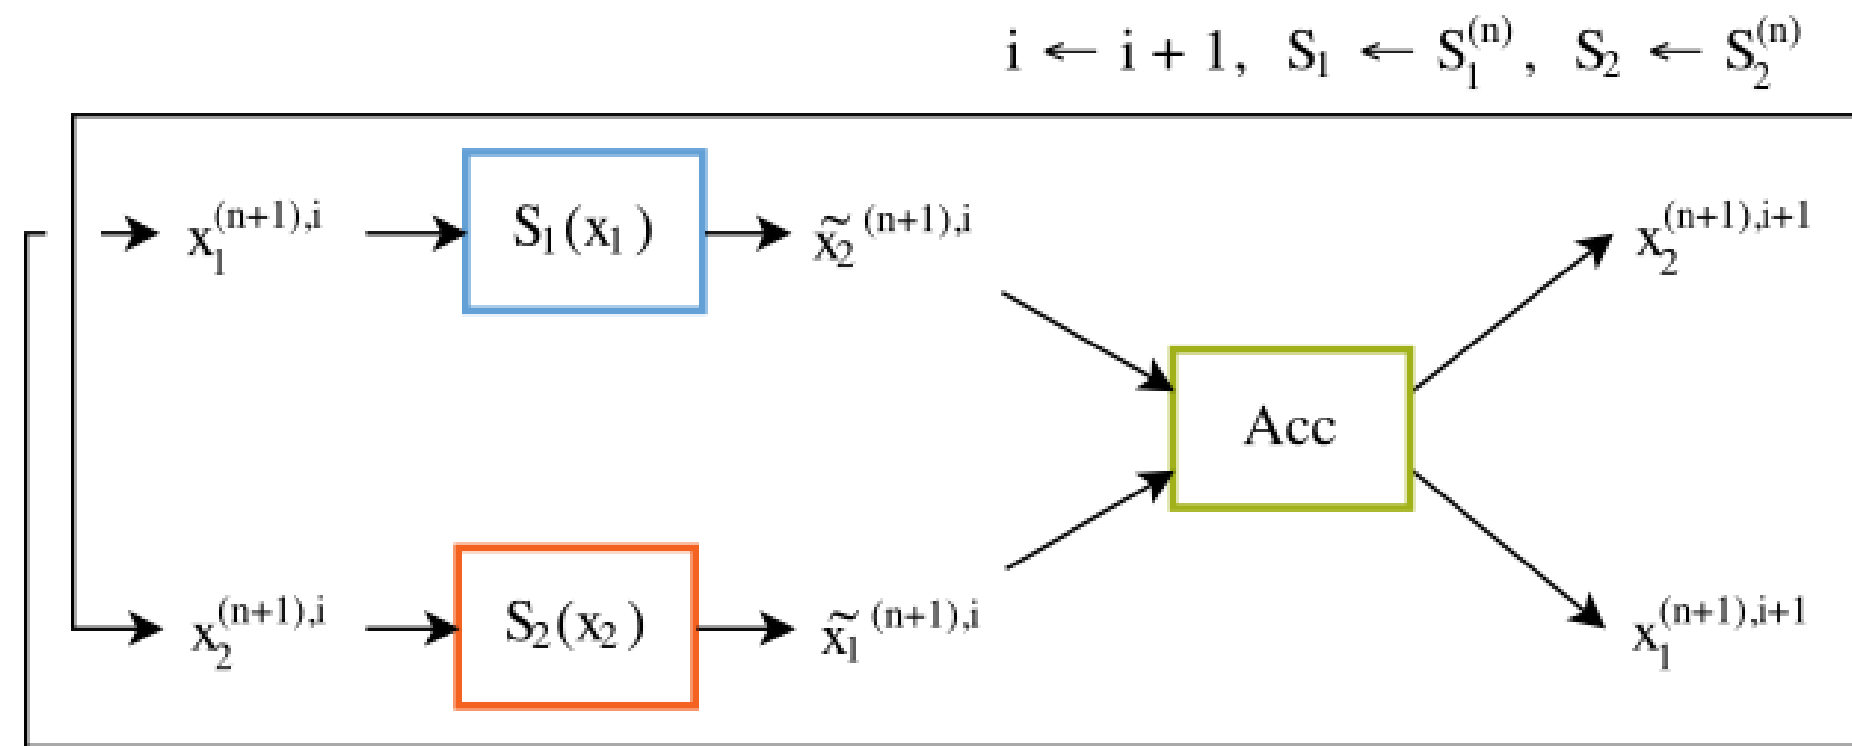 i ← i + 1, S₁ ← S₁⁽ⁿ⁾, S₂ ← S₂⁽ⁿ⁾
x₁^(n+1),i S₁(x₁) x̃₂^(n+1),i x₂^(n+1),i+1
Acc
x₂^(n+1),i S₂(x₂) x̃₁^(n+1),i x₁^(n+1),i+1